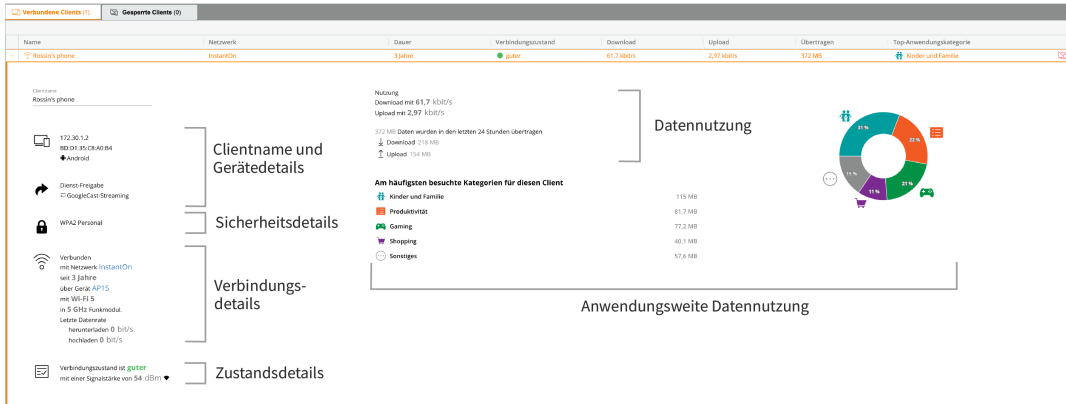 Verbundene Clients (1) Gesperrte Clients (0)
Name Netzwerk Dauer Verbindungszustand Download Upload Übertragen Top-Anwendungskategorie
Rossin's phone InstantOn 3 Jahre guter 61,7 kbit/s 2,97 kbit/s 372 MB Kinder und Familie
Clientname
Rossin's phone
172.30.1.2
BD:D1:35:C8:A0:B4
Android
Dienst-Freigabe
GoogleCast-Streaming
Clientname und
Gerätedetails
WPA2 Personal
Sicherheitsdetails
Verbunden
mit Netzwerk InstantOn
seit 3 Jahre
über Gerät AP15
mit Wi-Fi 5
in 5 GHz Funkmodul.
Letzte Datenrate
herunterladen 0 bit/s
hochladen 0 bit/s
Verbindungs-
details
Verbindungszustand ist guter
mit einer Signalstärke von 54 dBm
Zustandsdetails
Nutzung
Download mit 61,7 kbit/s
Upload mit 2,97 kbit/s
372 MB Daten wurden in den letzten 24 Stunden übertragen
Download 218 MB
Upload 154 MB
Datennutzung
Am häufigsten besuchte Kategorien für diesen Client
Kinder und Familie 115 MB
Produktivität 81,7 MB
Gaming 77,2 MB
Shopping 40,1 MB
Sonstiges 57,6 MB
Anwendungsweite Datennutzung
31 %
22 %
21 %
11 %
11 %